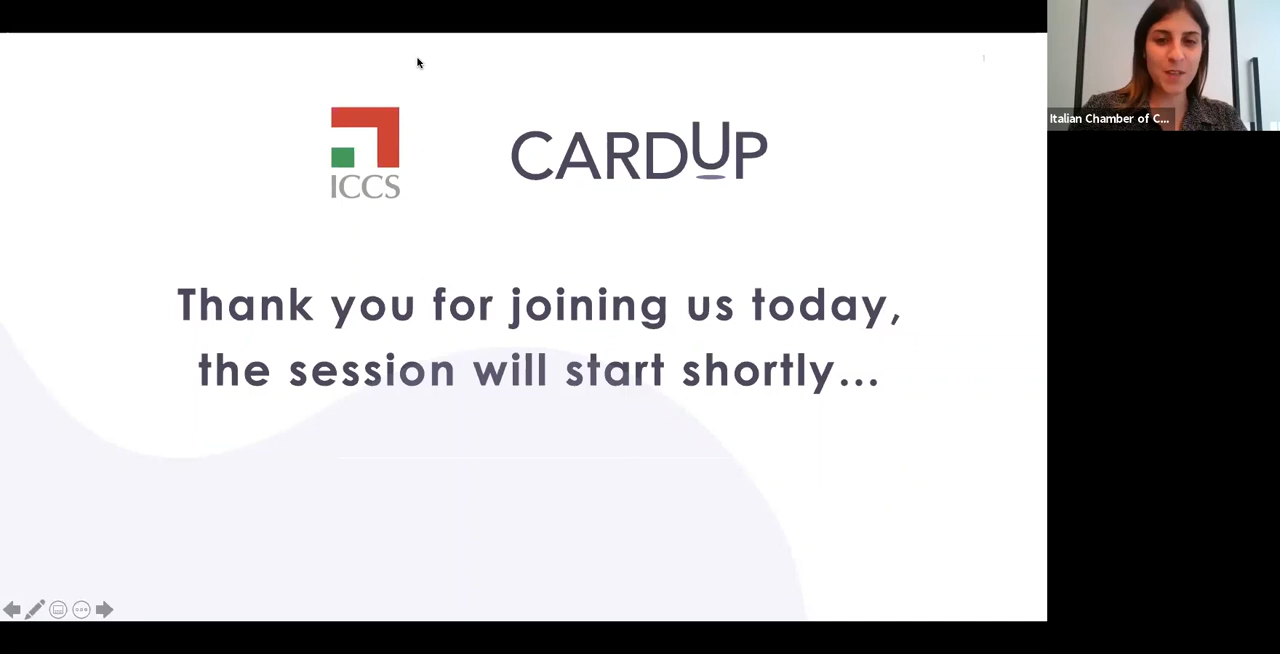 ICCS
CARDUP
Thank you for joining us today,
the session will start shortly...
Italian Chamber of C...